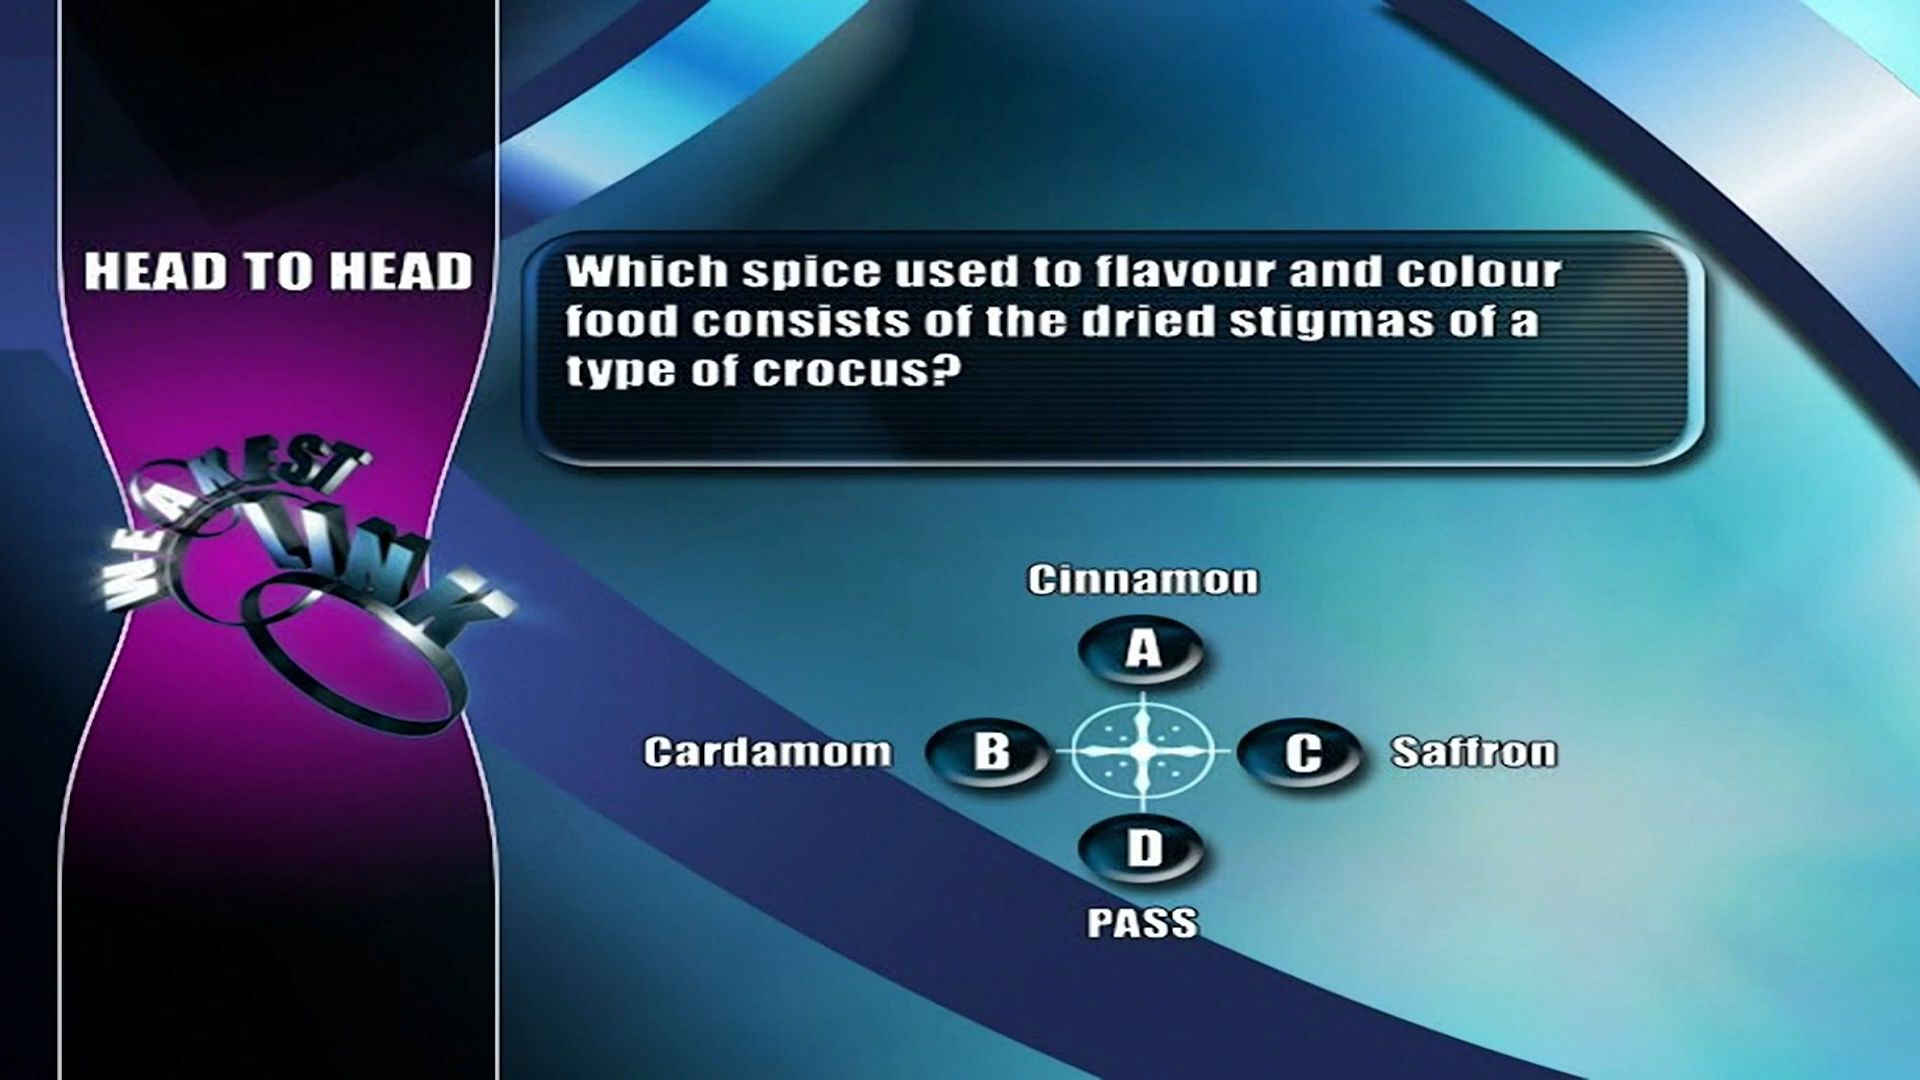 HEAD TO HEAD
Which spice used to flavour and colour
food consists of the dried stigmas of a
type of crocus?
WEAKEST
LINK
Cinnamon
A
Cardamom B C Saffron
D
PASS